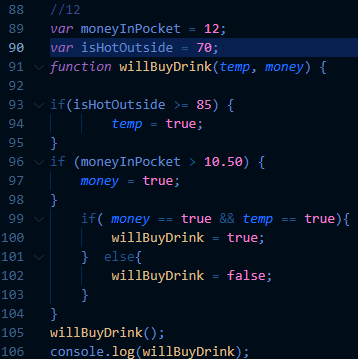 88 //12
89 var moneyInPocket = 12;
90 var isHotOutside = 70;
91 function willBuyDrink(temp, money) {
92
93 if(isHotOutside >= 85) {
94 temp = true;
95 }
96 if (moneyInPocket > 10.50) {
97 money = true;
98 }
99 if( money == true && temp == true){
100 willBuyDrink = true;
101 } else{
102 willBuyDrink = false;
103 }
104 }
105 willBuyDrink();
106 console.log(willBuyDrink);